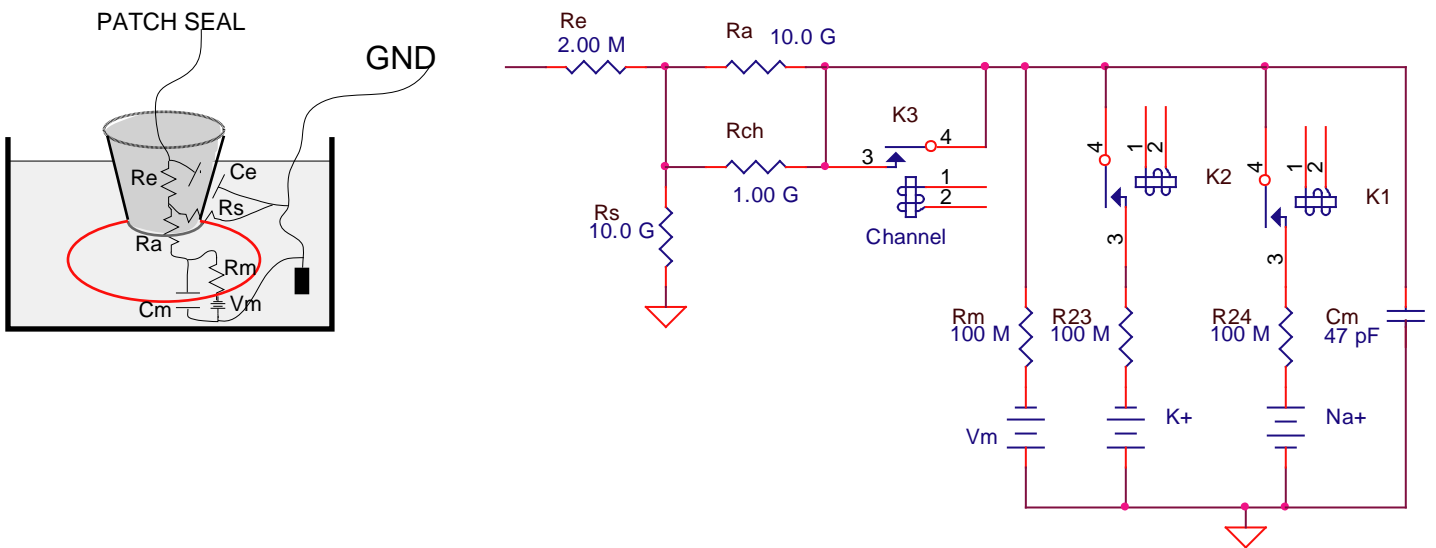 PATCH SEAL
GND
Re
Ce
Rs
Ra
Rm
Cm
Vm
Re
2.00 M
Ra
10.0 G
Rch
1.00 G
K3
4
3
1
2
Channel
Rs
10.0 G
4
1
2
K2
3
4
1
2
K1
3
Rm
100 M
R23
100 M
R24
100 M
Cm
47 pF
Vm
K+
Na+